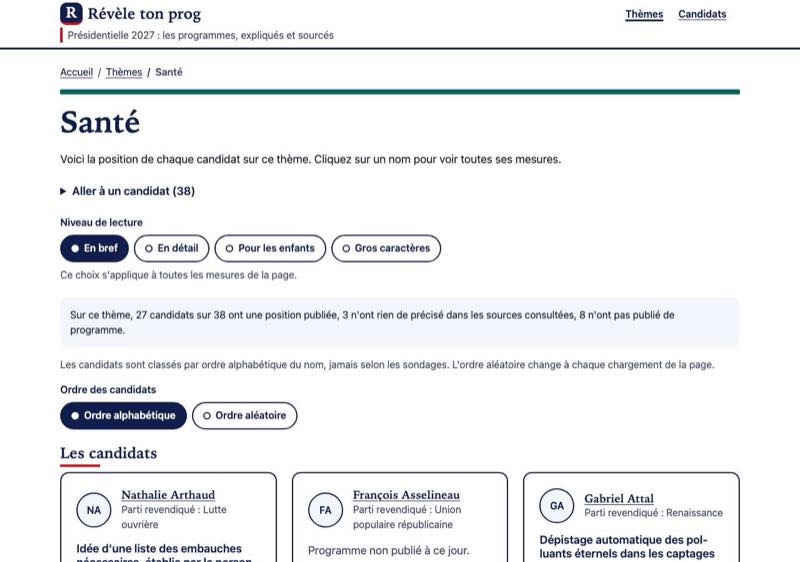 R Révèle ton prog
Présidentielle 2027 : les programmes, expliqués et sourcés
Thèmes Candidats
Accueil / Thèmes / Santé
Santé
Voici la position de chaque candidat sur ce thème. Cliquez sur un nom pour voir toutes ses mesures.
Aller à un candidat (38)
Niveau de lecture
En bref En détail Pour les enfants Gros caractères
Ce choix s'applique à toutes les mesures de la page.
Sur ce thème, 27 candidats sur 38 ont une position publiée, 3 n'ont rien de précisé dans les sources consultées, 8 n'ont pas publié de
programme.
Les candidats sont classés par ordre alphabétique du nom, jamais selon les sondages. L'ordre aléatoire change à chaque chargement de la page.
Ordre des candidats
Ordre alphabétique Ordre aléatoire
Les candidats
NA
Nathalie Arthaud
Parti revendiqué : Lutte
ouvrière
Idée d'une liste des embauches
nécessaires, établie par le person-
FA
François Asselineau
Parti revendiqué : Union
populaire républicaine
Programme non publié à ce jour.
GA
Gabriel Attal
Parti revendiqué : Renaissance
Dépistage automatique des pol-
luants éternels dans les captages